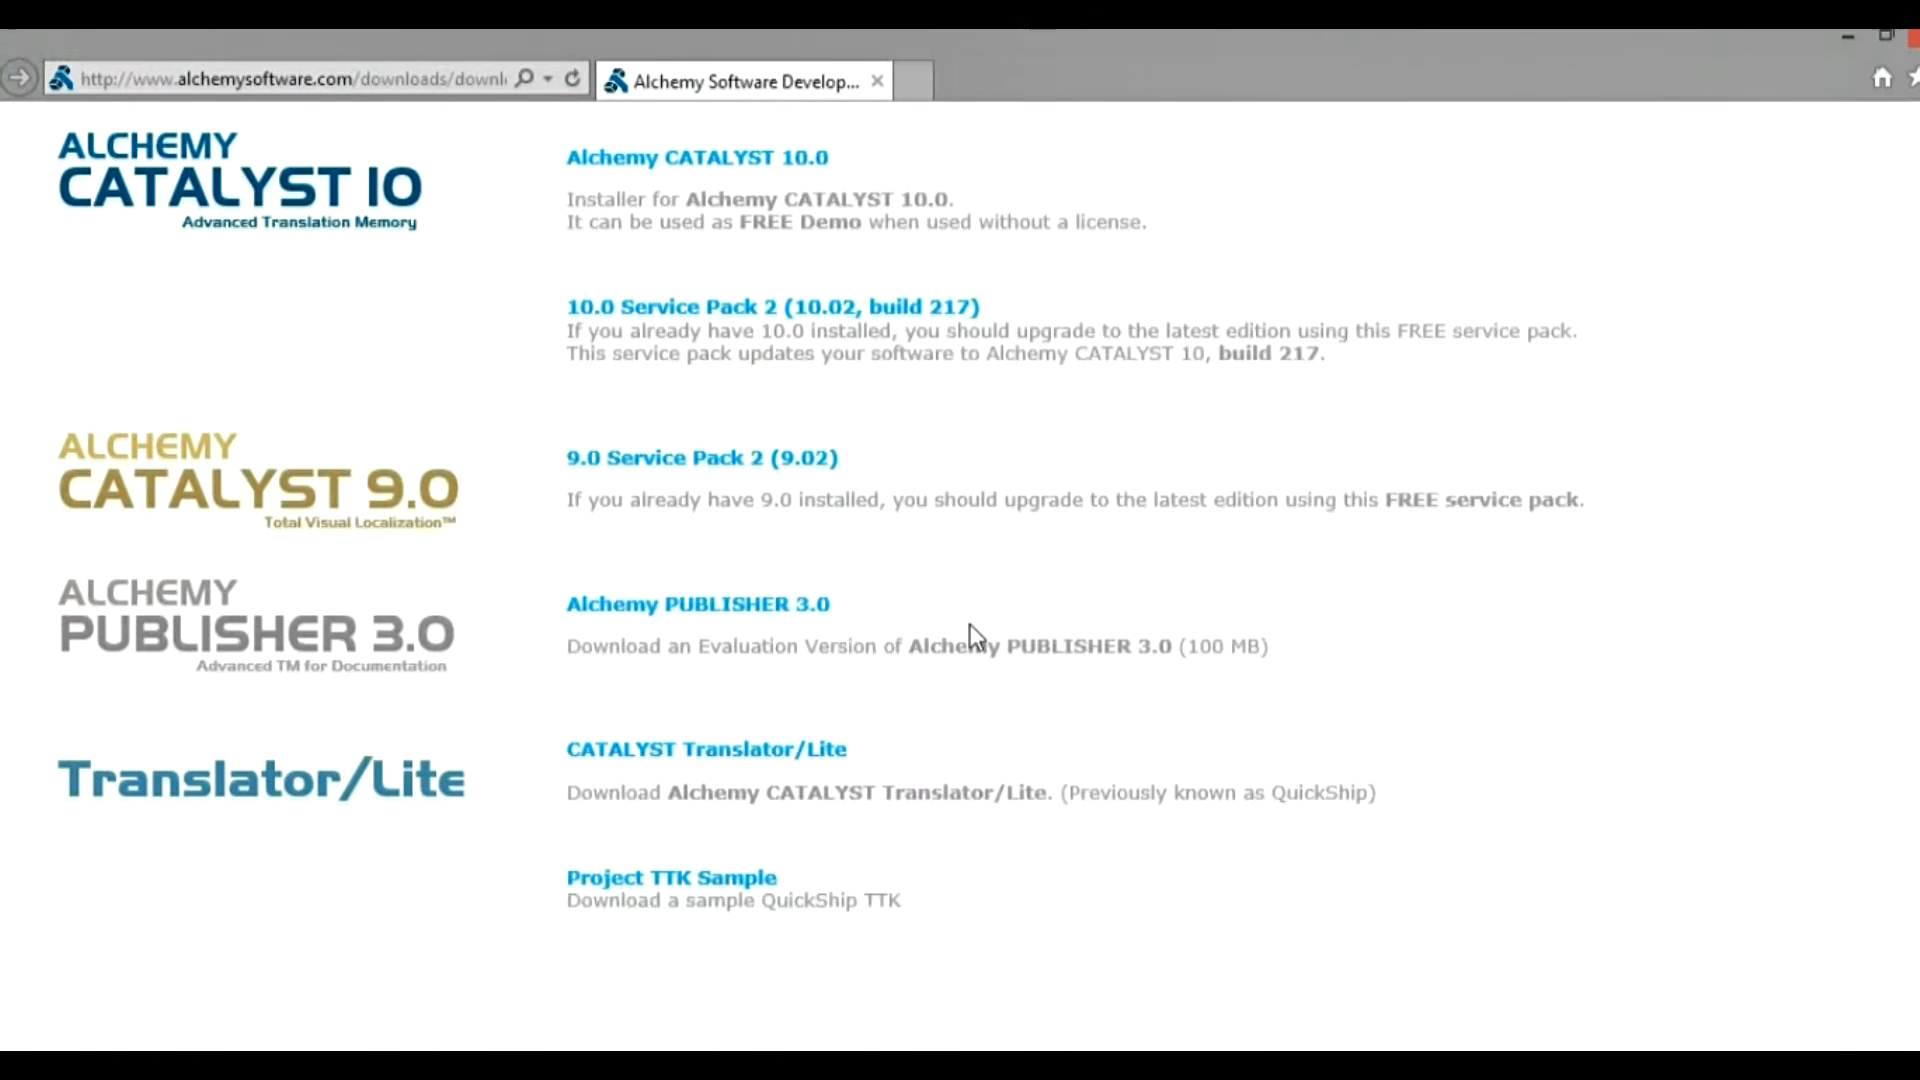 http://www.alchemysoftware.com/downloads/downl
Alchemy Software Develop...
ALCHEMY
CATALYST 10
Advanced Translation Memory
Alchemy CATALYST 10.0
Installer for Alchemy CATALYST 10.0.
It can be used as FREE Demo when used without a license.
10.0 Service Pack 2 (10.02, build 217)
If you already have 10.0 installed, you should upgrade to the latest edition using this FREE service pack.
This service pack updates your software to Alchemy CATALYST 10, build 217.
ALCHEMY
CATALYST 9.0
Total Visual Localization™
9.0 Service Pack 2 (9.02)
If you already have 9.0 installed, you should upgrade to the latest edition using this FREE service pack.
ALCHEMY
PUBLISHER 3.0
Advanced TM for Documentation
Alchemy PUBLISHER 3.0
Download an Evaluation Version of Alchemy PUBLISHER 3.0 (100 MB)
Translator/Lite
CATALYST Translator/Lite
Download Alchemy CATALYST Translator/Lite. (Previously known as QuickShip)
Project TTK Sample
Download a sample QuickShip TTK